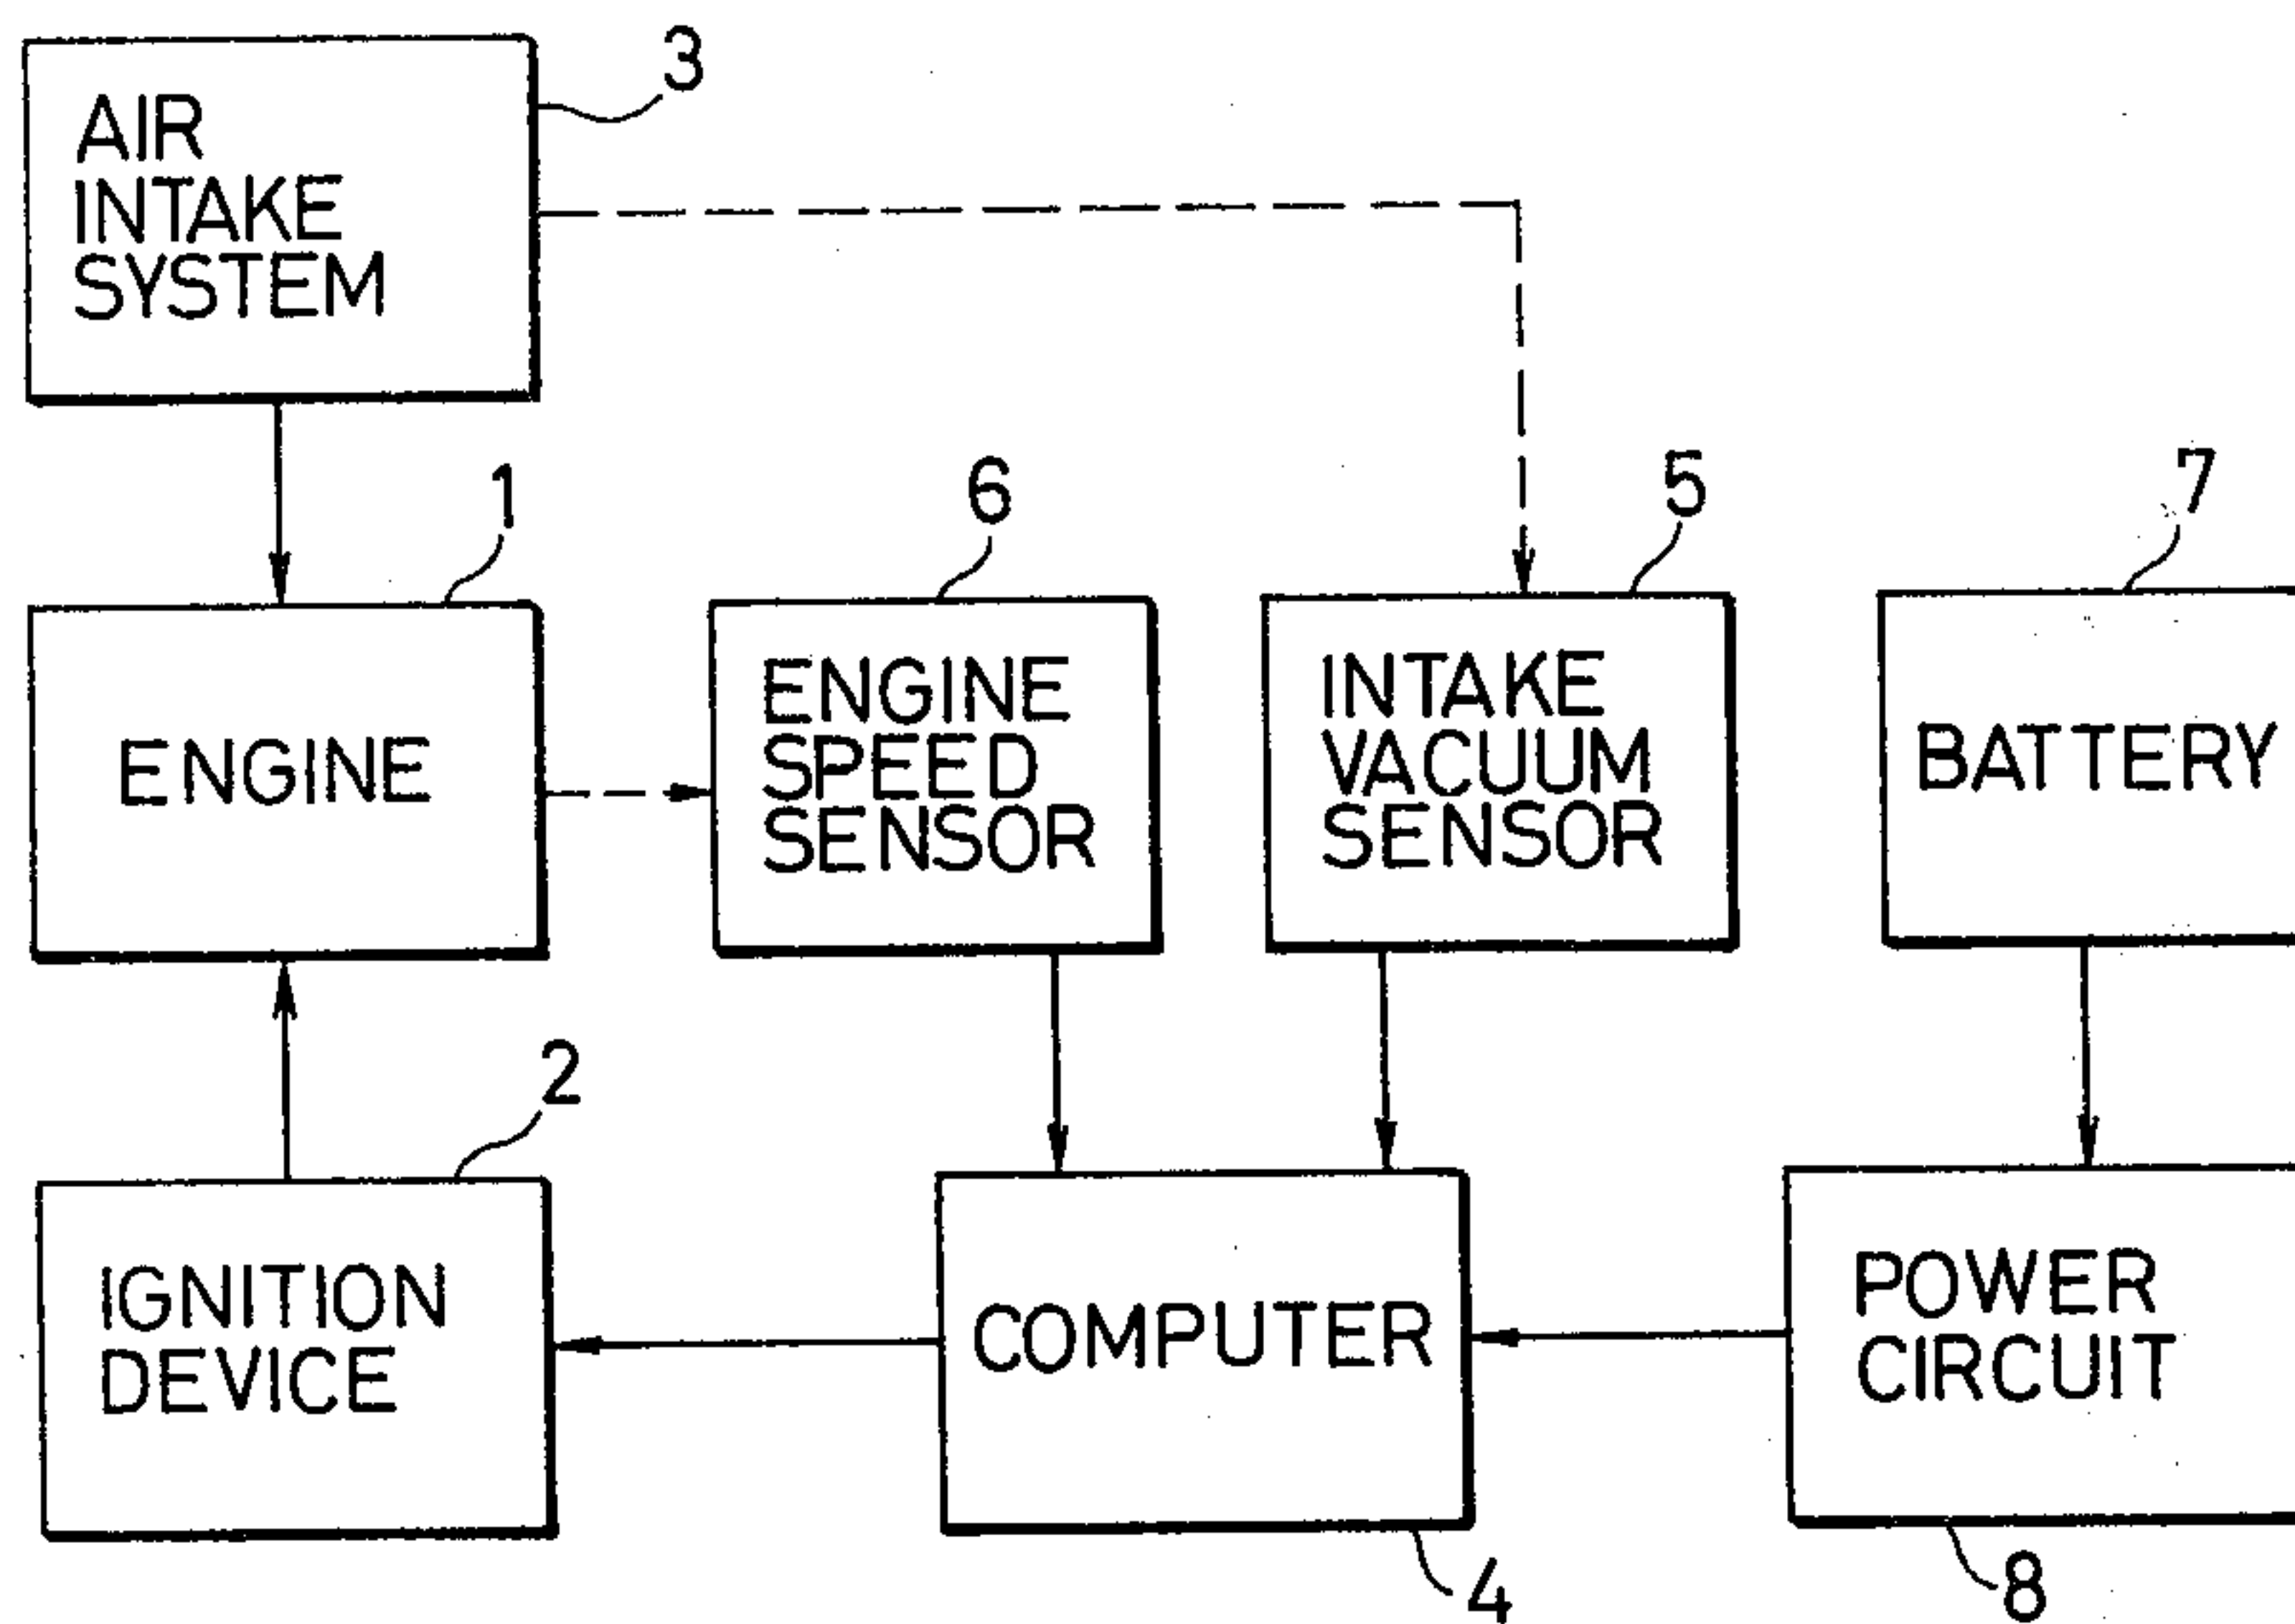 3
AIR
INTAKE
SYSTEM
1
6
5
7
ENGINE
ENGINE
SPEED
SENSOR
INTAKE
VACUUM
SENSOR
BATTERY
2
IGNITION
DEVICE
COMPUTER
POWER
CIRCUIT
4
8